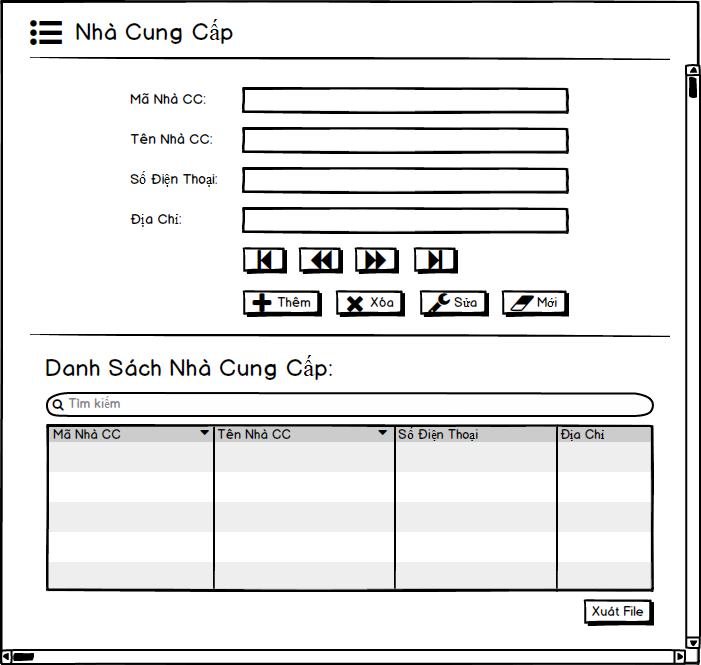 Nhà Cung Cấp
Mã Nhà CC:
Tên Nhà CC:
Số Điện Thoại:
Địa Chỉ:
Thêm Xóa Sửa Mới
Danh Sách Nhà Cung Cấp:
Tìm kiếm
Mã Nhà CC Tên Nhà CC Số Điện Thoại Địa Chỉ
Xuất File